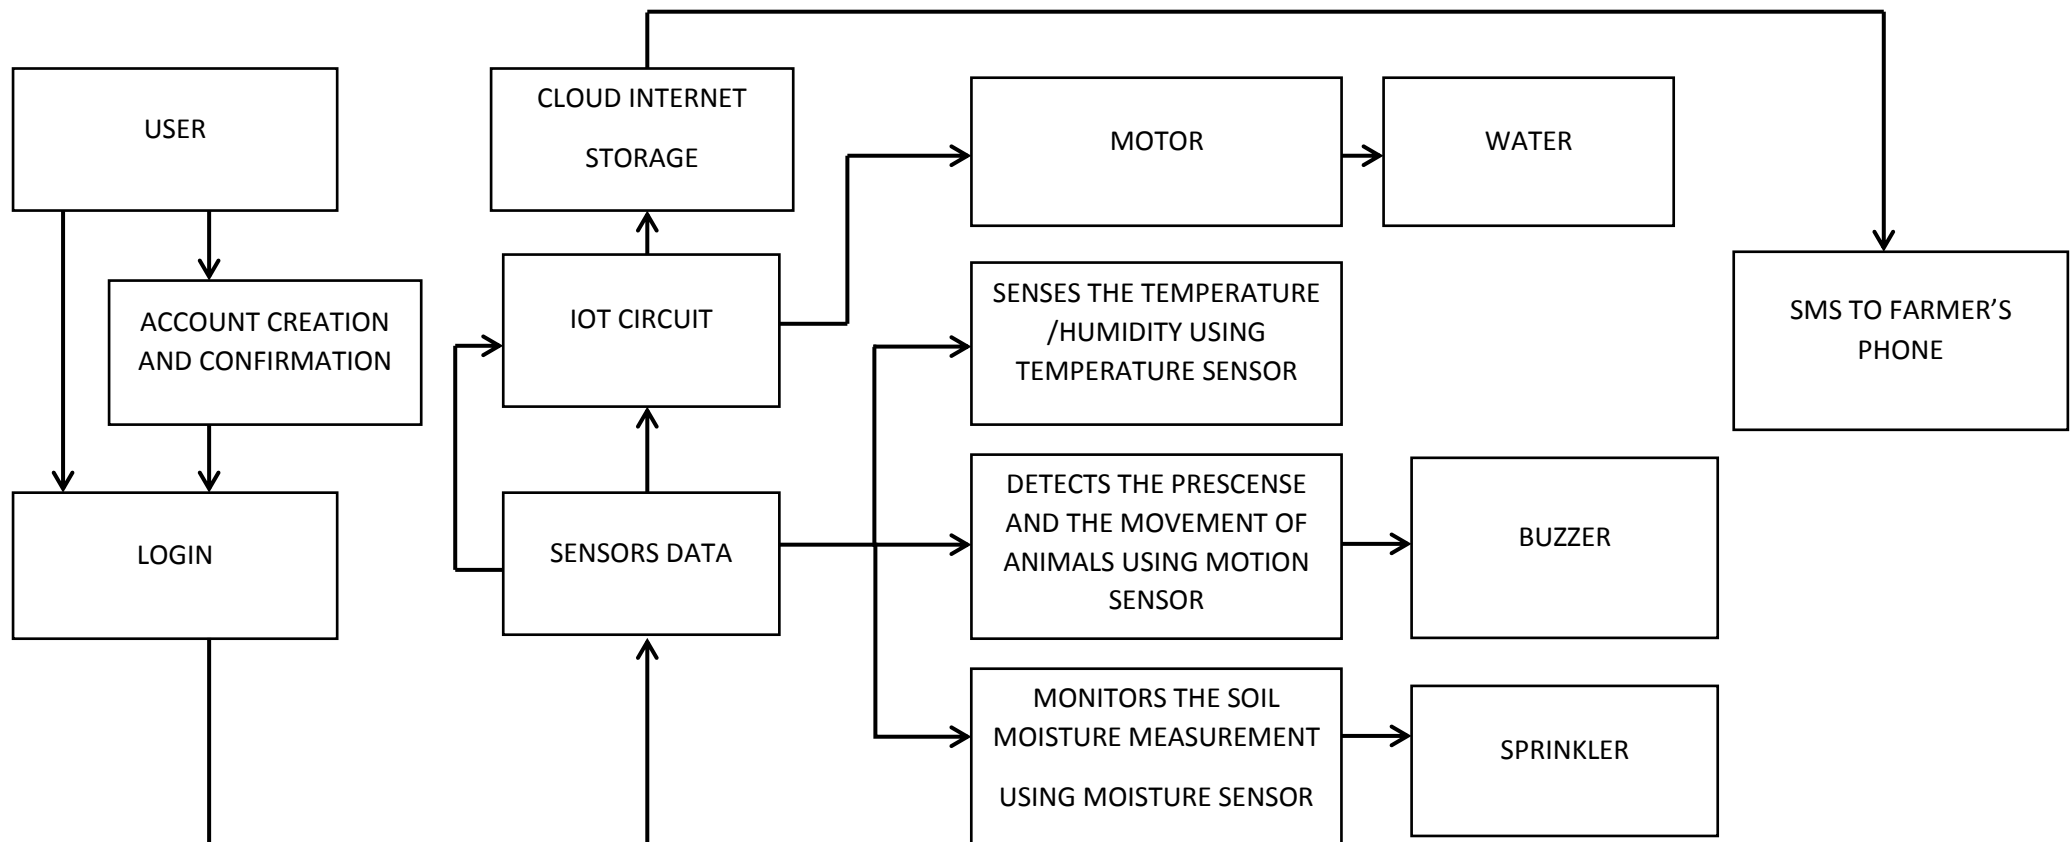 USER
ACCOUNT CREATION
AND CONFIRMATION
LOGIN
CLOUD INTERNET
STORAGE
IOT CIRCUIT
SENSORS DATA
MOTOR
WATER
SENSES THE TEMPERATURE
/HUMIDITY USING
TEMPERATURE SENSOR
DETECTS THE PRESCENSE
AND THE MOVEMENT OF
ANIMALS USING MOTION
SENSOR
BUZZER
MONITORS THE SOIL
MOISTURE MEASUREMENT
USING MOISTURE SENSOR
SPRINKLER
SMS TO FARMER’S
PHONE